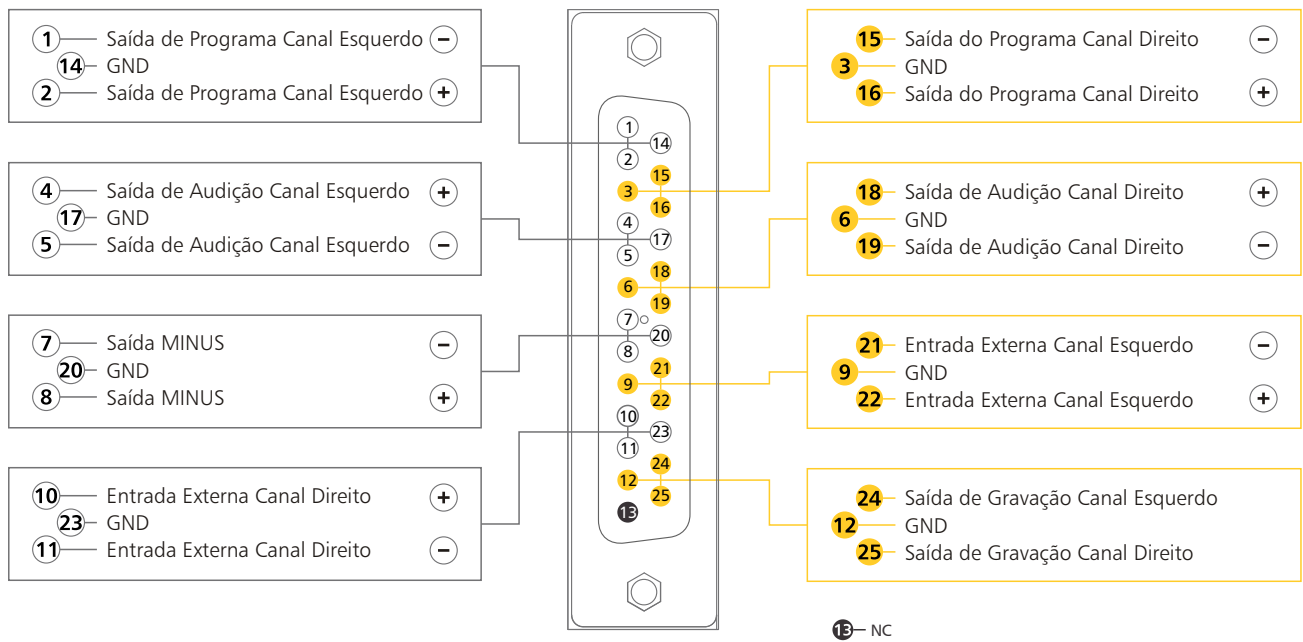 1 Saída de Programa Canal Esquerdo −
14 GND
2 Saída de Programa Canal Esquerdo +
4 Saída de Audição Canal Esquerdo +
17 GND
5 Saída de Audição Canal Esquerdo −
7 Saída MINUS −
20 GND
8 Saída MINUS +
10 Entrada Externa Canal Direito +
23 GND
11 Entrada Externa Canal Direito −
1
14
2
15
3
16
4
17
5
18
6
19
7
20
8
21
9
22
10
23
11
24
12
25
13
15 Saída do Programa Canal Direito −
3 GND
16 Saída do Programa Canal Direito +
18 Saída de Audição Canal Direito +
6 GND
19 Saída de Audição Canal Direito −
21 Entrada Externa Canal Esquerdo −
9 GND
22 Entrada Externa Canal Esquerdo +
24 Saída de Gravação Canal Esquerdo
12 GND
25 Saída de Gravação Canal Direito
13 NC